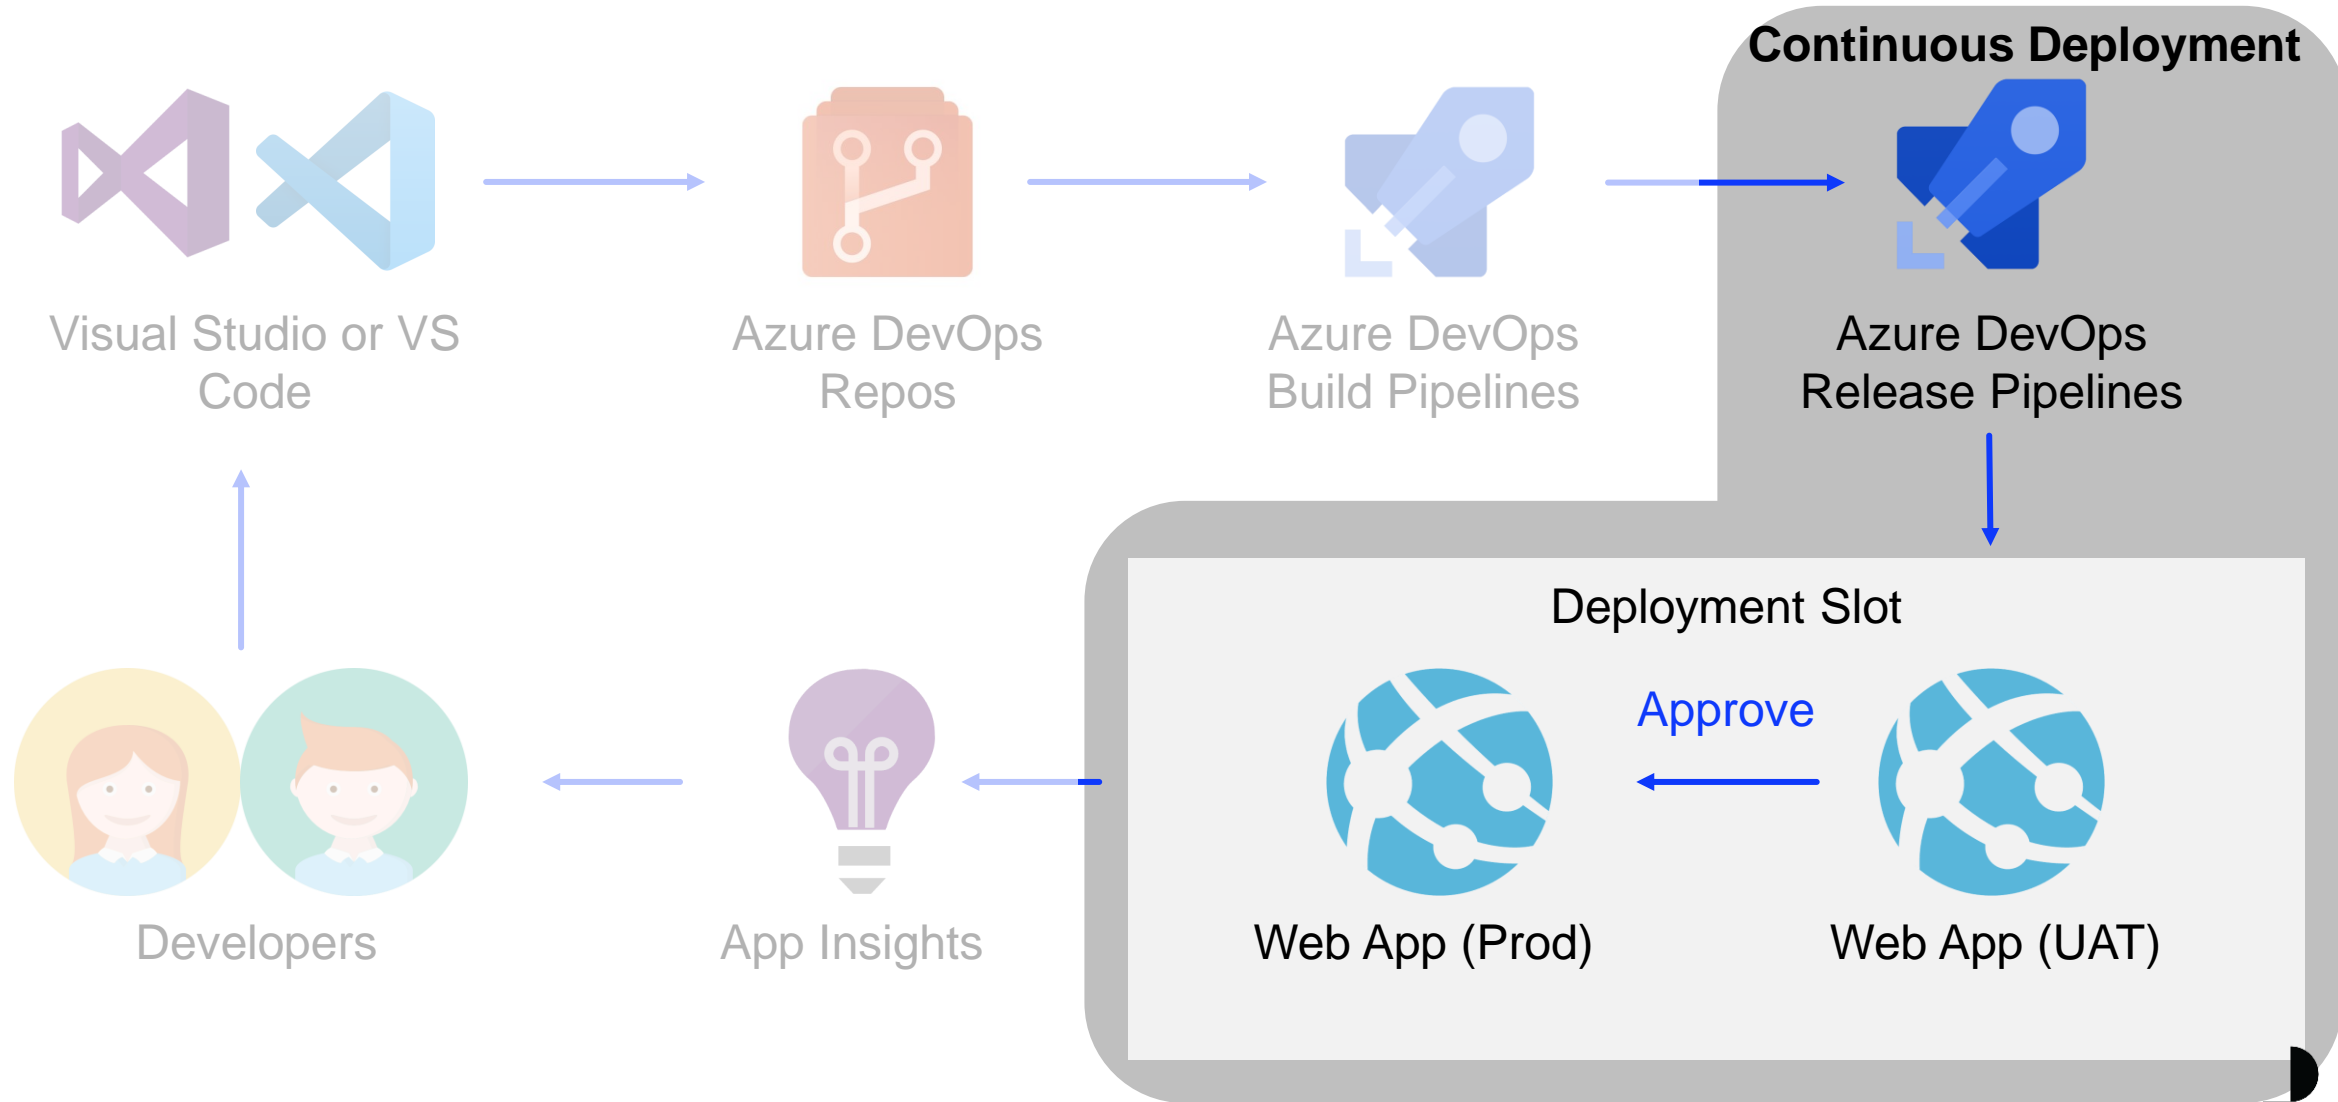 Continuous Deployment
Visual Studio or VS
Code
Azure DevOps
Repos
Azure DevOps
Build Pipelines
Azure DevOps
Release Pipelines
Deployment Slot
Approve
Developers
App Insights
Web App (Prod)
Web App (UAT)